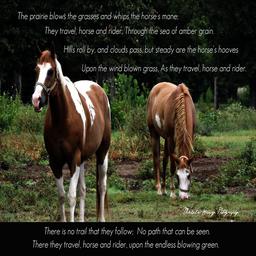 The prairie blows the grasses and whips the horse's mane:
They travel, horse and rider, Through the sea of amber grain.
Hills roll by, and clouds pass, but steady are the horse's hooves
Upon the wind blown grass, As they travel, horse and rider.
There is no trail that they follow; No path that can be seen.
There they travel, horse and rider, upon the endless blowing green.